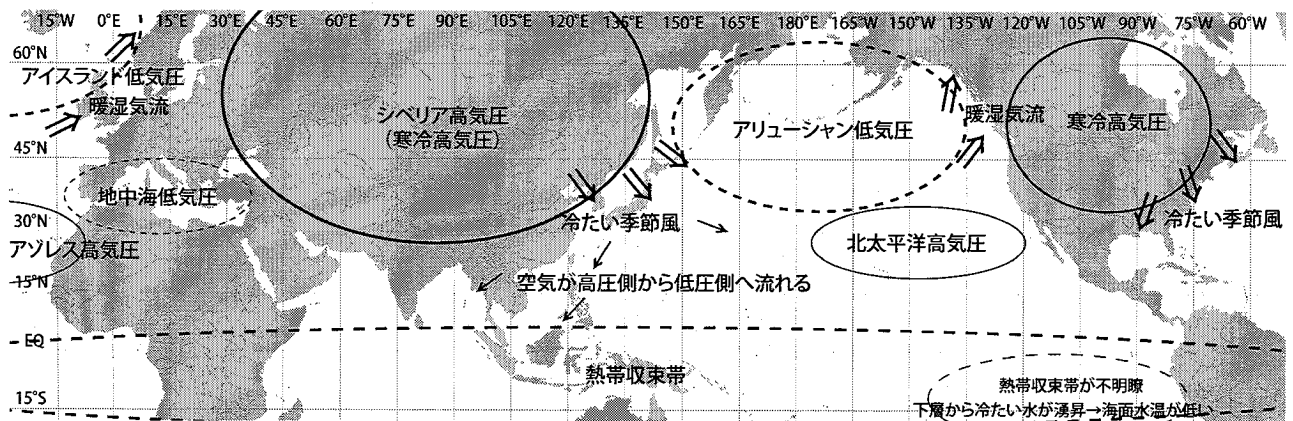 15°W 0°E 15°E 30°E 45°E 60°E 75°E 90°E 105°E 120°E 135°E 150°E 165°E 180°E 165°W 150°W 135°W 120°W 105°W 90°W 75°W 60°W
60°N
アイスランド低気圧
暖湿気流
シベリア高気圧
(寒冷高気圧)
アリューシャン低気圧
暖湿気流
寒冷高気圧
45°N
地中海低気圧
30°N
冷たい季節風
冷たい季節風
アゾレス高気圧
北太平洋高気圧
15°N
空気が高圧側から低圧側へ流れる
EQ
熱帯収束帯
熱帯収束帯が不明瞭
15°S
下層から冷たい水が湧昇→海面水温が低い